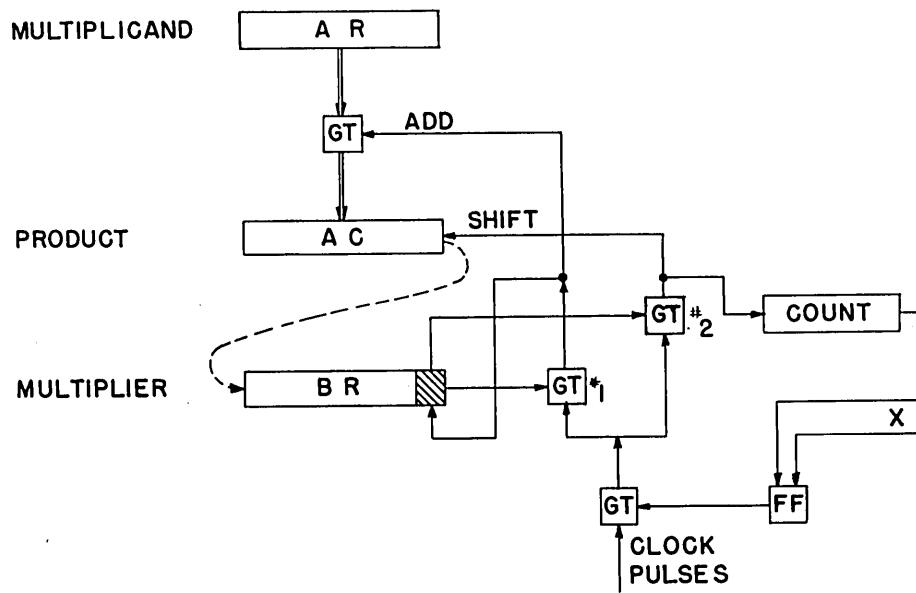 MULTIPLICAND
A R
GT
ADD
PRODUCT
A C
SHIFT
GT #2
COUNT
MULTIPLIER
B R
GT #1
X
GT
FF
CLOCK
PULSES